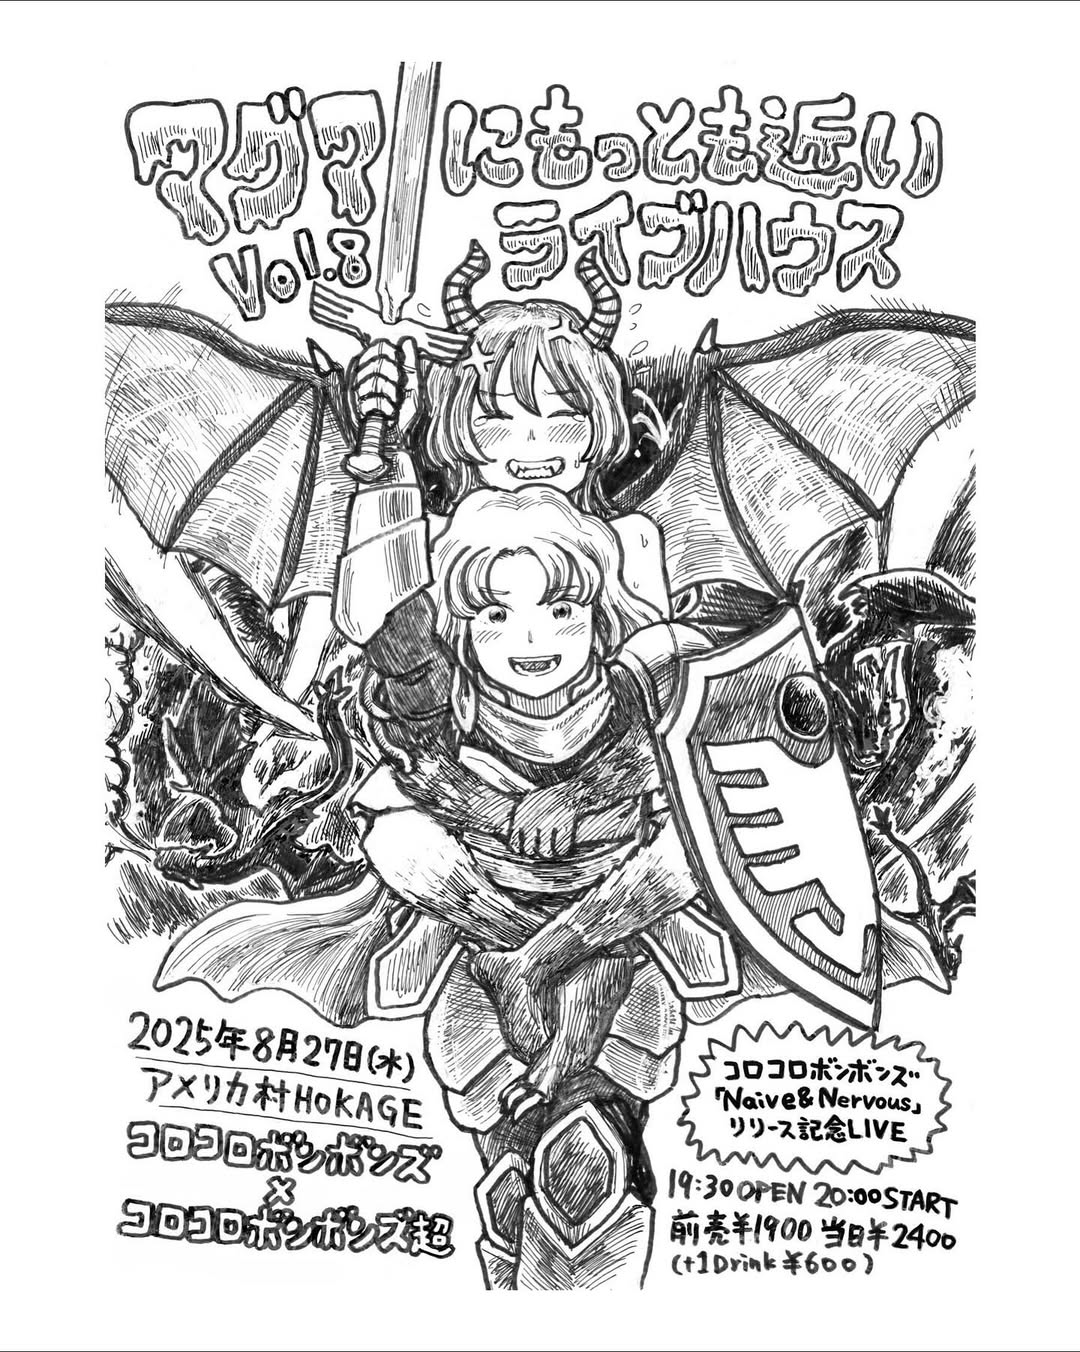 マグマにもっとも近い
ライブハウス
Vol.8
2025年8月27日(水)
アメリカ村HOKAGE
コロコロボンボンズ
×
コロコロボンボンズ超
コロコロボンボンズ
「Naive&Nervous」
リリース記念LIVE
19:30 OPEN 20:00 START
前売¥1900 当日¥2400
(+1Drink ¥600)